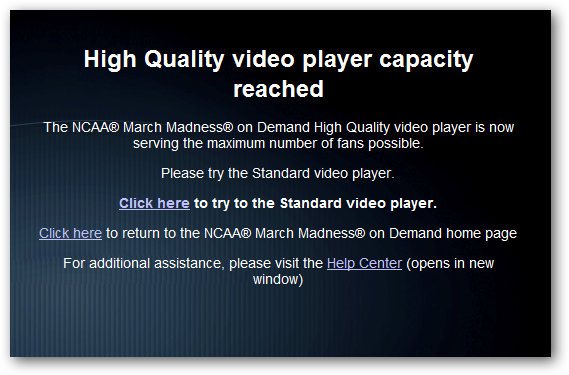 High Quality video player capacity
reached
The NCAA® March Madness® on Demand High Quality video player is now
serving the maximum number of fans possible.
Please try the Standard video player.
Click here to try to the Standard video player.
Click here to return to the NCAA® March Madness® on Demand home page
For additional assistance, please visit the Help Center (opens in new
window)